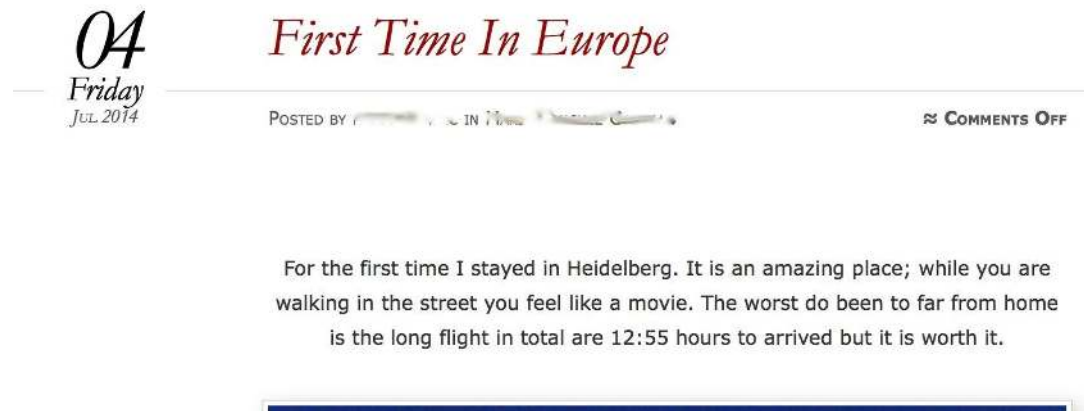 04
Friday
Jul 2014
First Time In Europe
Posted by
in
≈ Comments Off
For the first time I stayed in Heidelberg. It is an amazing place; while you are
walking in the street you feel like a movie. The worst do been to far from home
is the long flight in total are 12:55 hours to arrived but it is worth it.